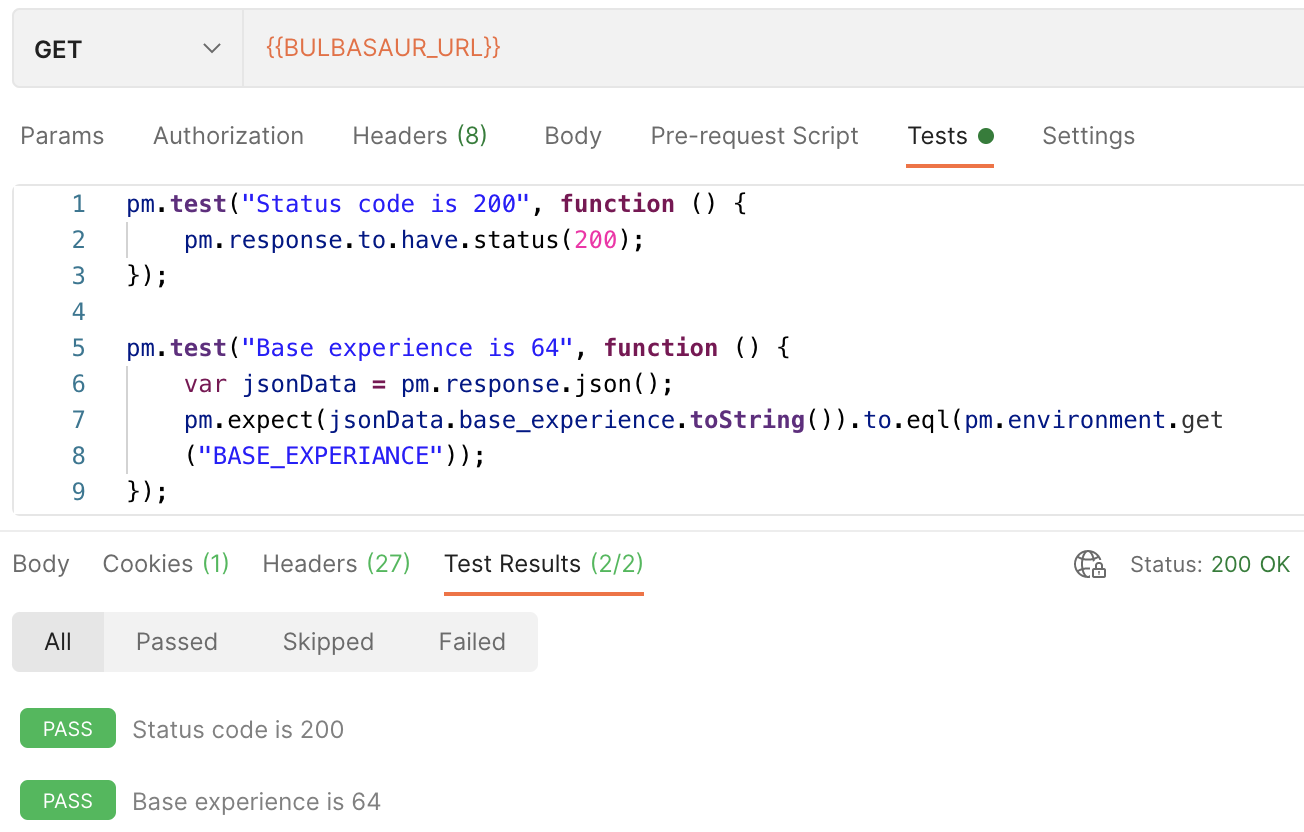 GET {{BULBASAUR_URL}}
Params Authorization Headers (8) Body Pre-request Script Tests Settings
1 pm.test("Status code is 200", function () {
2     pm.response.to.have.status(200);
3 });
4
5 pm.test("Base experience is 64", function () {
6     var jsonData = pm.response.json();
7     pm.expect(jsonData.base_experience.toString()).to.eql(pm.environment.get
8     ("BASE_EXPERIANCE"));
9 });
Body Cookies (1) Headers (27) Test Results (2/2) Status: 200 OK
All Passed Skipped Failed
PASS Status code is 200
PASS Base experience is 64